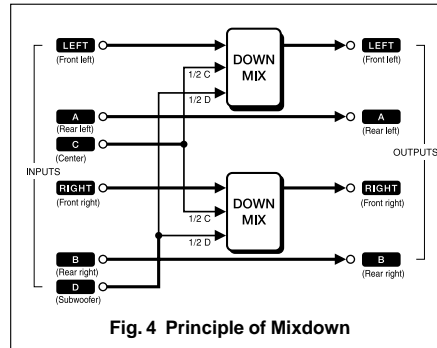 LEFT
(Front left)
DOWN
MIX
LEFT
(Front left)
1/2 C
1/2 D
A
(Rear left)
A
(Rear left)
C
(Center)
INPUTS
OUTPUTS
RIGHT
(Front right)
DOWN
MIX
RIGHT
(Front right)
1/2 C
1/2 D
B
(Rear right)
B
(Rear right)
D
(Subwoofer)
Fig. 4 Principle of Mixdown